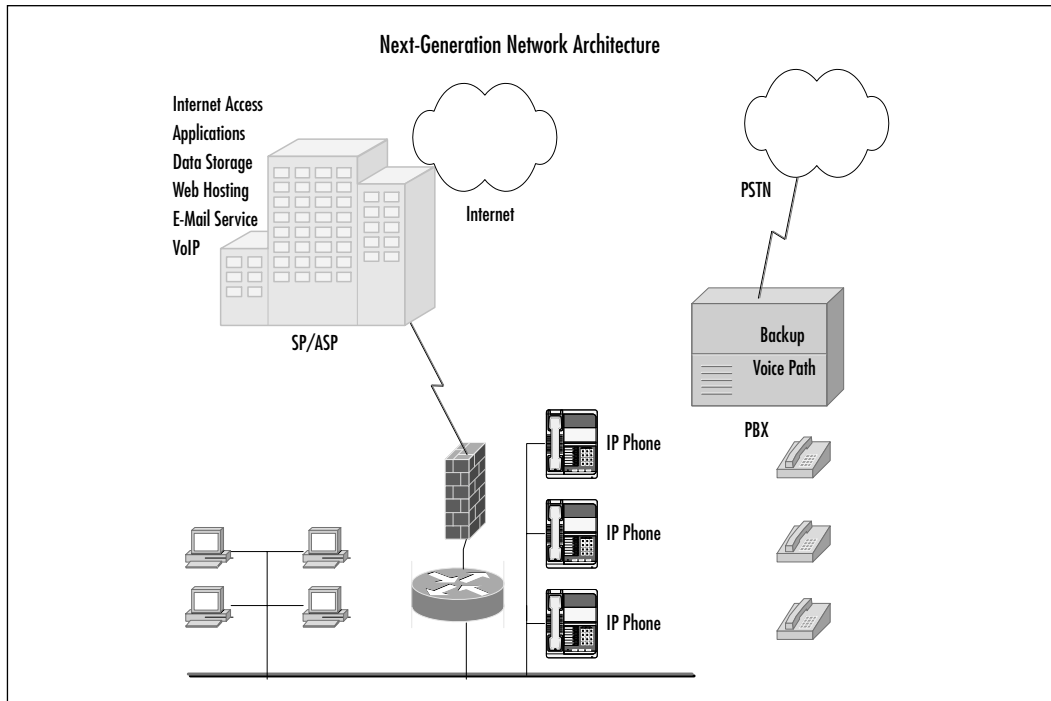 Next-Generation Network Architecture
Internet Access
Applications
Data Storage
Web Hosting
E-Mail Service
VoIP
Internet
PSTN
SP/ASP
Backup
Voice Path
PBX
IP Phone
IP Phone
IP Phone